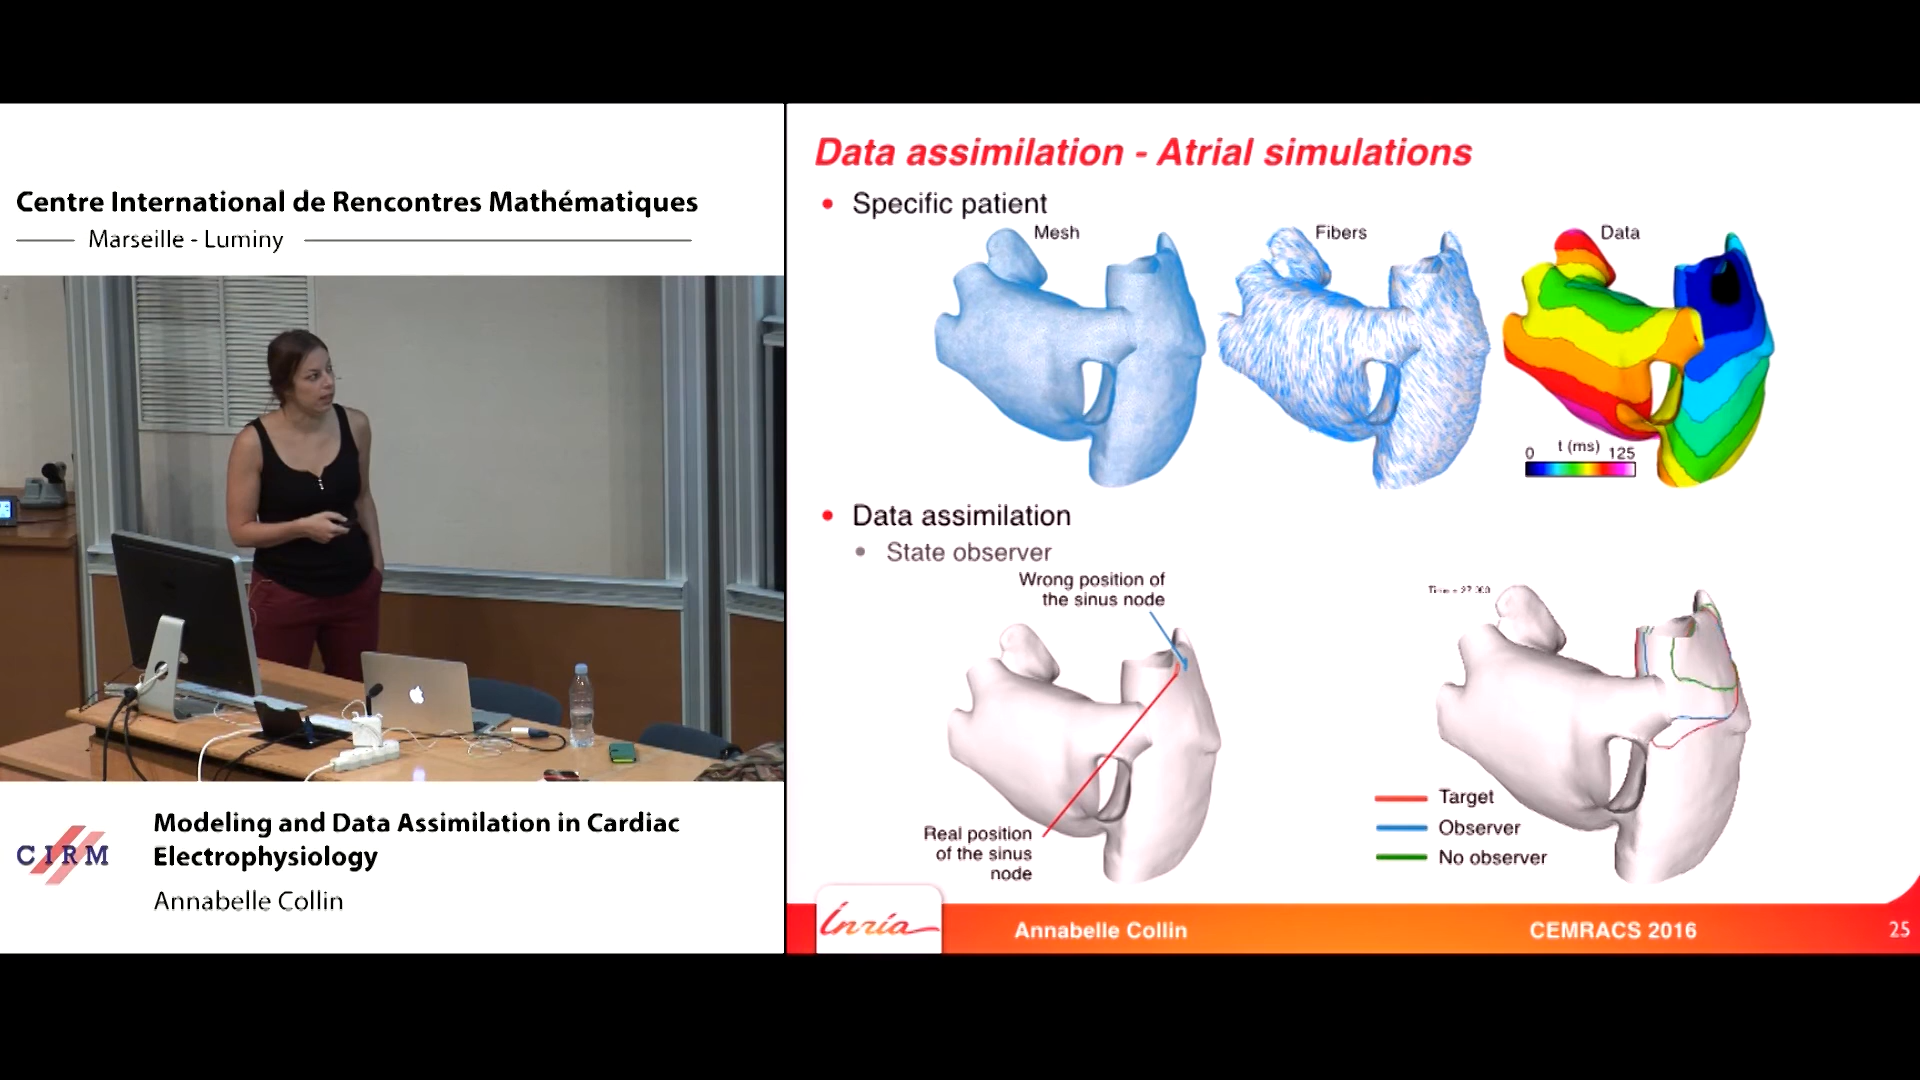 Centre International de Rencontres Mathématiques
Marseille - Luminy
CIRM
Modeling and Data Assimilation in Cardiac
Electrophysiology
Annabelle Collin
Data assimilation - Atrial simulations
• Specific patient
Mesh
Fibers
Data
t (ms)
0
125
• Data assimilation
• State observer
Wrong position of
the sinus node
Real position
of the sinus
node
Target
Observer
No observer
Inria
Annabelle Collin
CEMRACS 2016
25